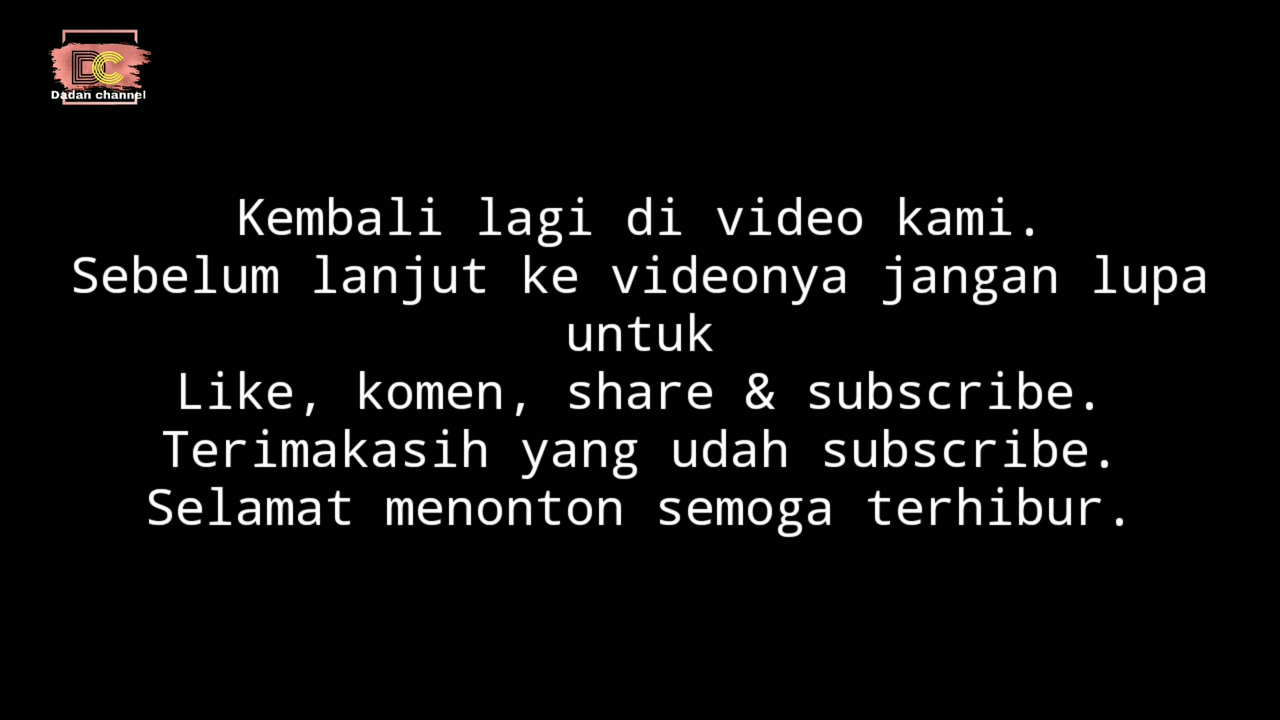 DC
Dadan channel
Kembali lagi di video kami.
Sebelum lanjut ke videonya jangan lupa
untuk
Like, komen, share & subscribe.
Terimakasih yang udah subscribe.
Selamat menonton semoga terhibur.